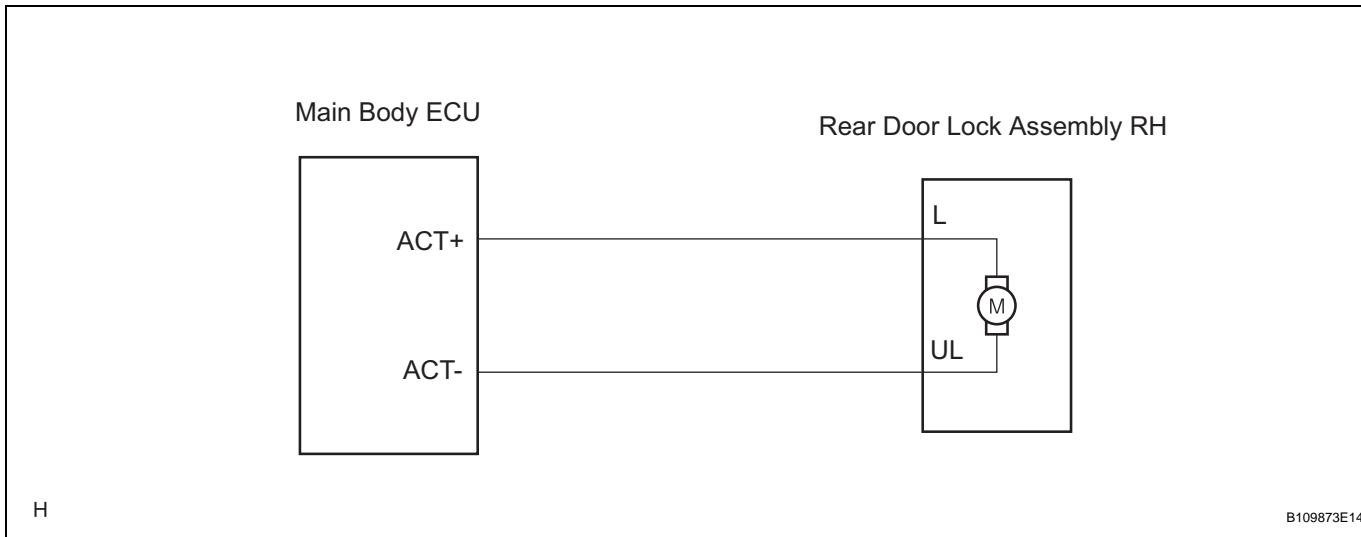 Main Body ECU
Rear Door Lock Assembly RH
L
ACT+
M
UL
ACT-
H
B109873E14